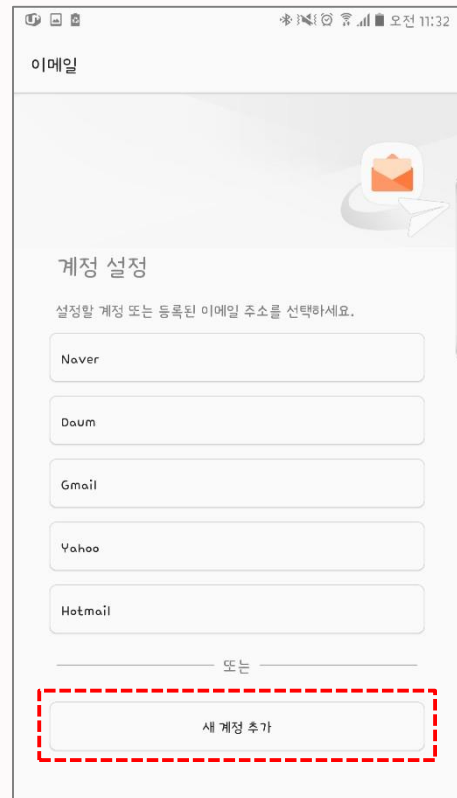 오전 11:32
이메일
계정 설정
설정할 계정 또는 등록된 이메일 주소를 선택하세요.
Naver
Daum
Gmail
Yahoo
Hotmail
또는
새 계정 추가